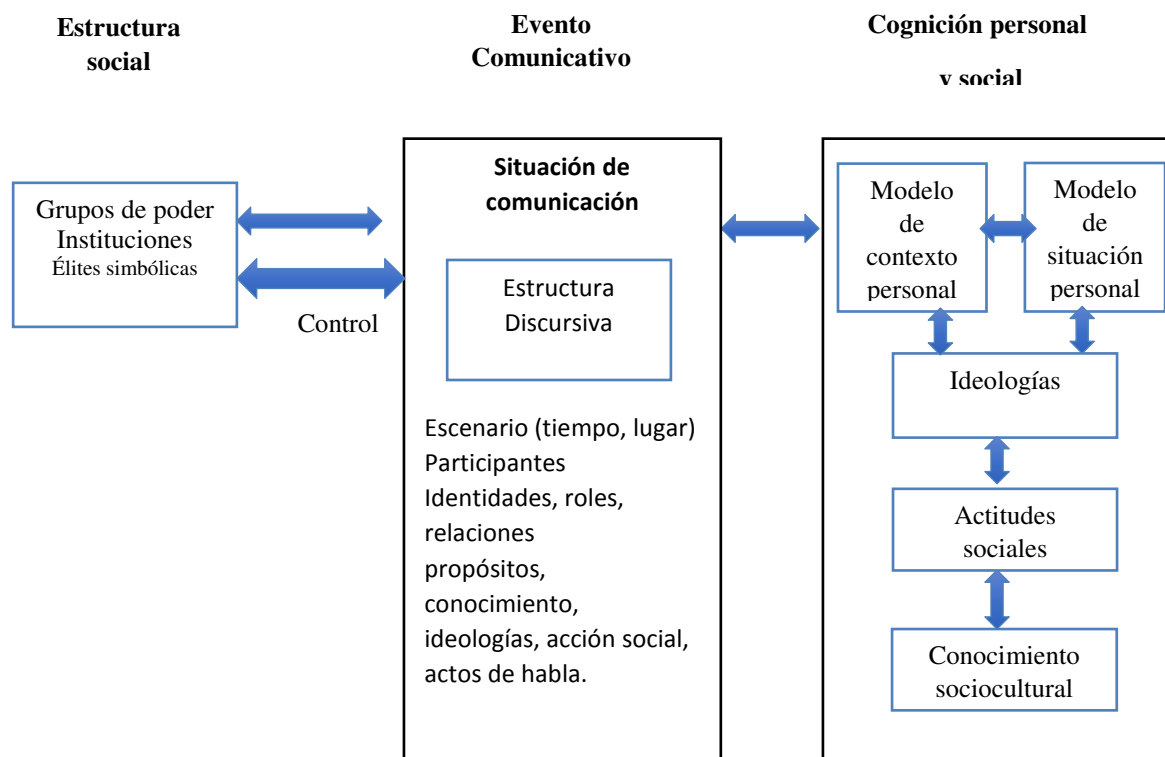 Estructura
social
Evento
Comunicativo
Cognición personal
y social
Grupos de poder
Instituciones
Élites simbólicas
Control
Situación de
comunicación
Estructura
Discursiva
Escenario (tiempo, lugar)
Participantes
Identidades, roles,
relaciones
propósitos,
conocimiento,
ideologías, acción social,
actos de habla.
Modelo
de
contexto
personal
Modelo
de
situación
personal
Ideologías
Actitudes
sociales
Conocimiento
sociocultural